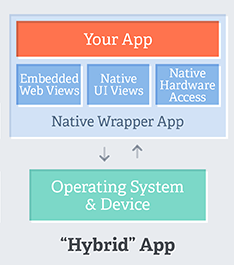 Your App
Embedded
Web Views
Native
UI Views
Native
Hardware
Access
Native Wrapper App
Operating System
& Device
“Hybrid” App